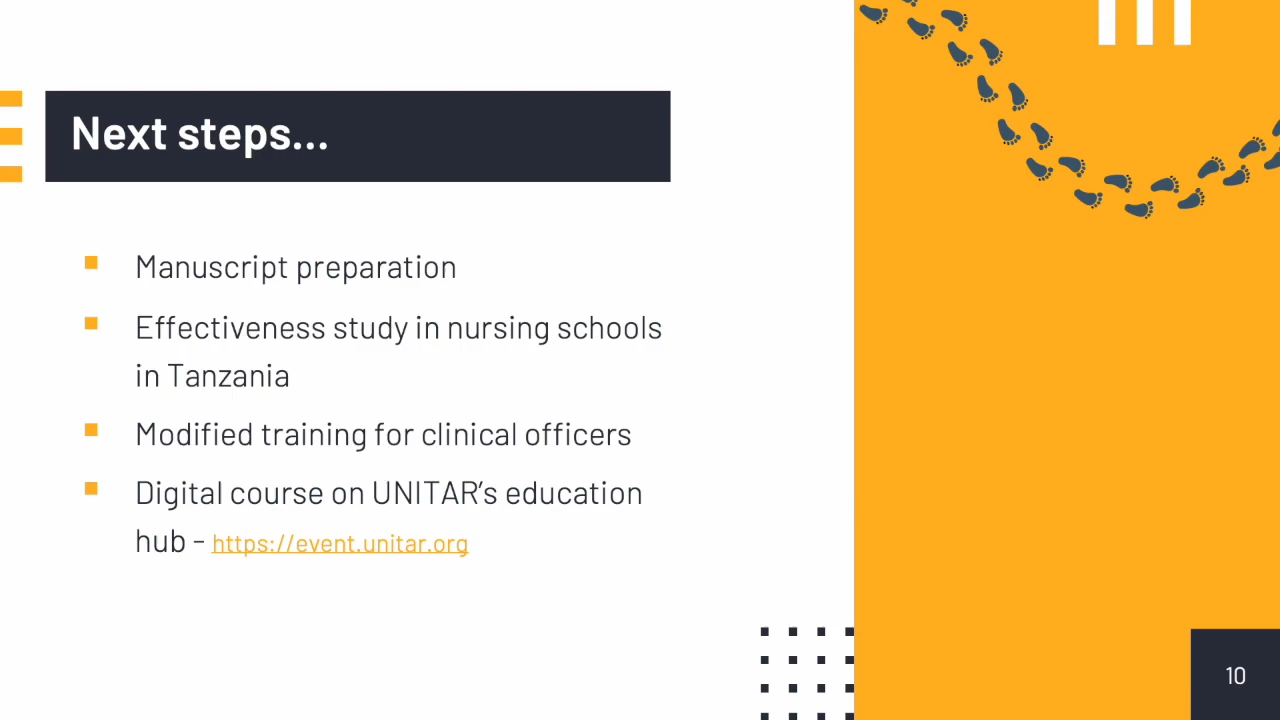 Next steps...
Manuscript preparation
Effectiveness study in nursing schools
in Tanzania
Modified training for clinical officers
Digital course on UNITAR’s education
hub – https://event.unitar.org
10